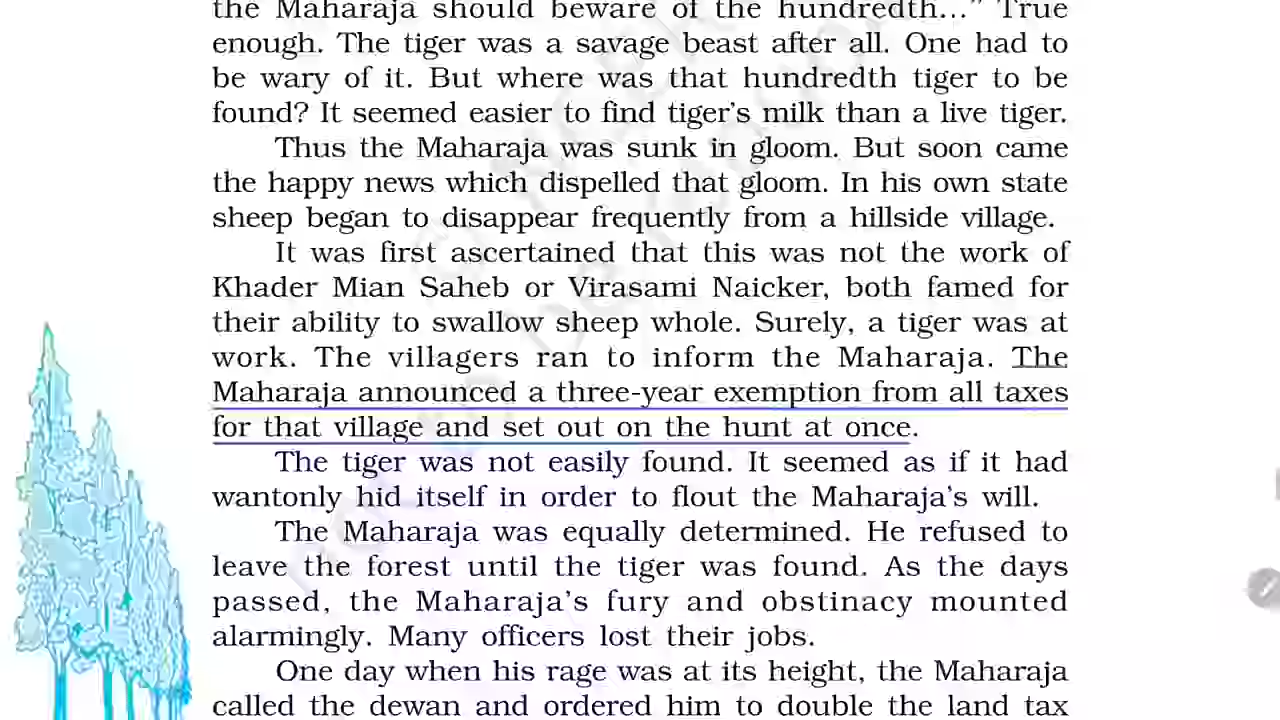 the Maharaja should beware of the hundredth...” True
enough. The tiger was a savage beast after all. One had to
be wary of it. But where was that hundredth tiger to be
found? It seemed easier to find tiger’s milk than a live tiger.
Thus the Maharaja was sunk in gloom. But soon came
the happy news which dispelled that gloom. In his own state
sheep began to disappear frequently from a hillside village.
It was first ascertained that this was not the work of
Khader Mian Saheb or Virasami Naicker, both famed for
their ability to swallow sheep whole. Surely, a tiger was at
work. The villagers ran to inform the Maharaja. The
Maharaja announced a three-year exemption from all taxes
for that village and set out on the hunt at once.
The tiger was not easily found. It seemed as if it had
wantonly hid itself in order to flout the Maharaja’s will.
The Maharaja was equally determined. He refused to
leave the forest until the tiger was found. As the days
passed, the Maharaja’s fury and obstinacy mounted
alarmingly. Many officers lost their jobs.
One day when his rage was at its height, the Maharaja
called the dewan and ordered him to double the land tax